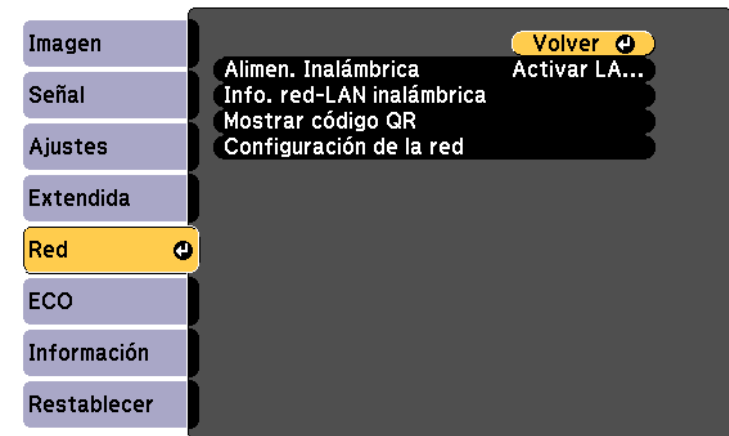 Imagen
Señal
Ajustes
Extendida
Red
ECO
Información
Restablecer
Volver
Alimen. Inalámbrica Activar LA...
Info. red-LAN inalámbrica
Mostrar código QR
Configuración de la red